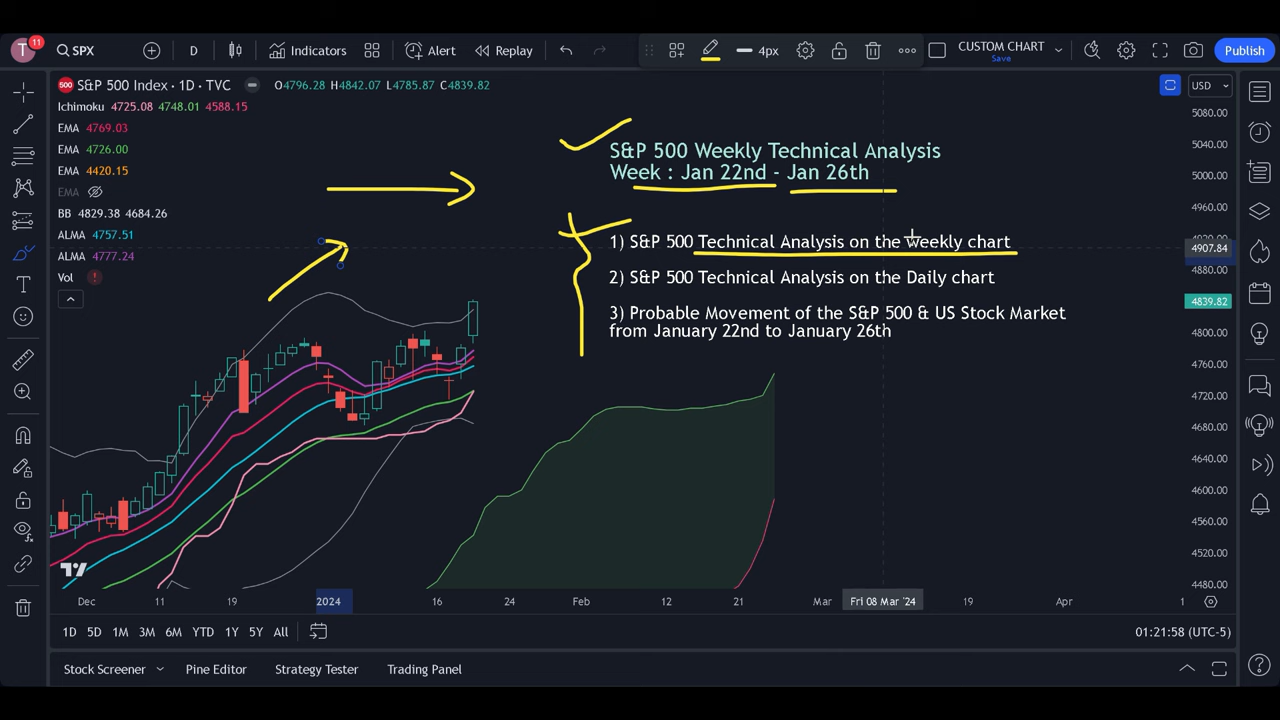 T 11 SPX D Indicators Alert Replay 4px CUSTOM CHART Save Publish
500 S&P 500 Index · 1D · TVC O4796.28 H4842.07 L4785.87 C4839.82 USD
Ichimoku 4725.08 4748.01 4588.15
EMA 4769.03
EMA 4726.00
EMA 4420.15
EMA
BB 4829.38 4684.26
ALMA 4757.51
ALMA 4777.24
Vol !
S&P 500 Weekly Technical Analysis
Week : Jan 22nd - Jan 26th
1) S&P 500 Technical Analysis on the Weekly chart
2) S&P 500 Technical Analysis on the Daily chart
3) Probable Movement of the S&P 500 & US Stock Market
from January 22nd to January 26th
5080.00
5040.00
5000.00
4960.00
4920.00
4907.84
4880.00
4839.82
4800.00
4760.00
4720.00
4680.00
4640.00
4600.00
4560.00
4520.00
4480.00
Dec 11 19 2024 16 24 Feb 12 21 Mar Fri 08 Mar '24 19 Apr 1
1D 5D 1M 3M 6M YTD 1Y 5Y All 01:21:58 (UTC-5)
Stock Screener Pine Editor Strategy Tester Trading Panel